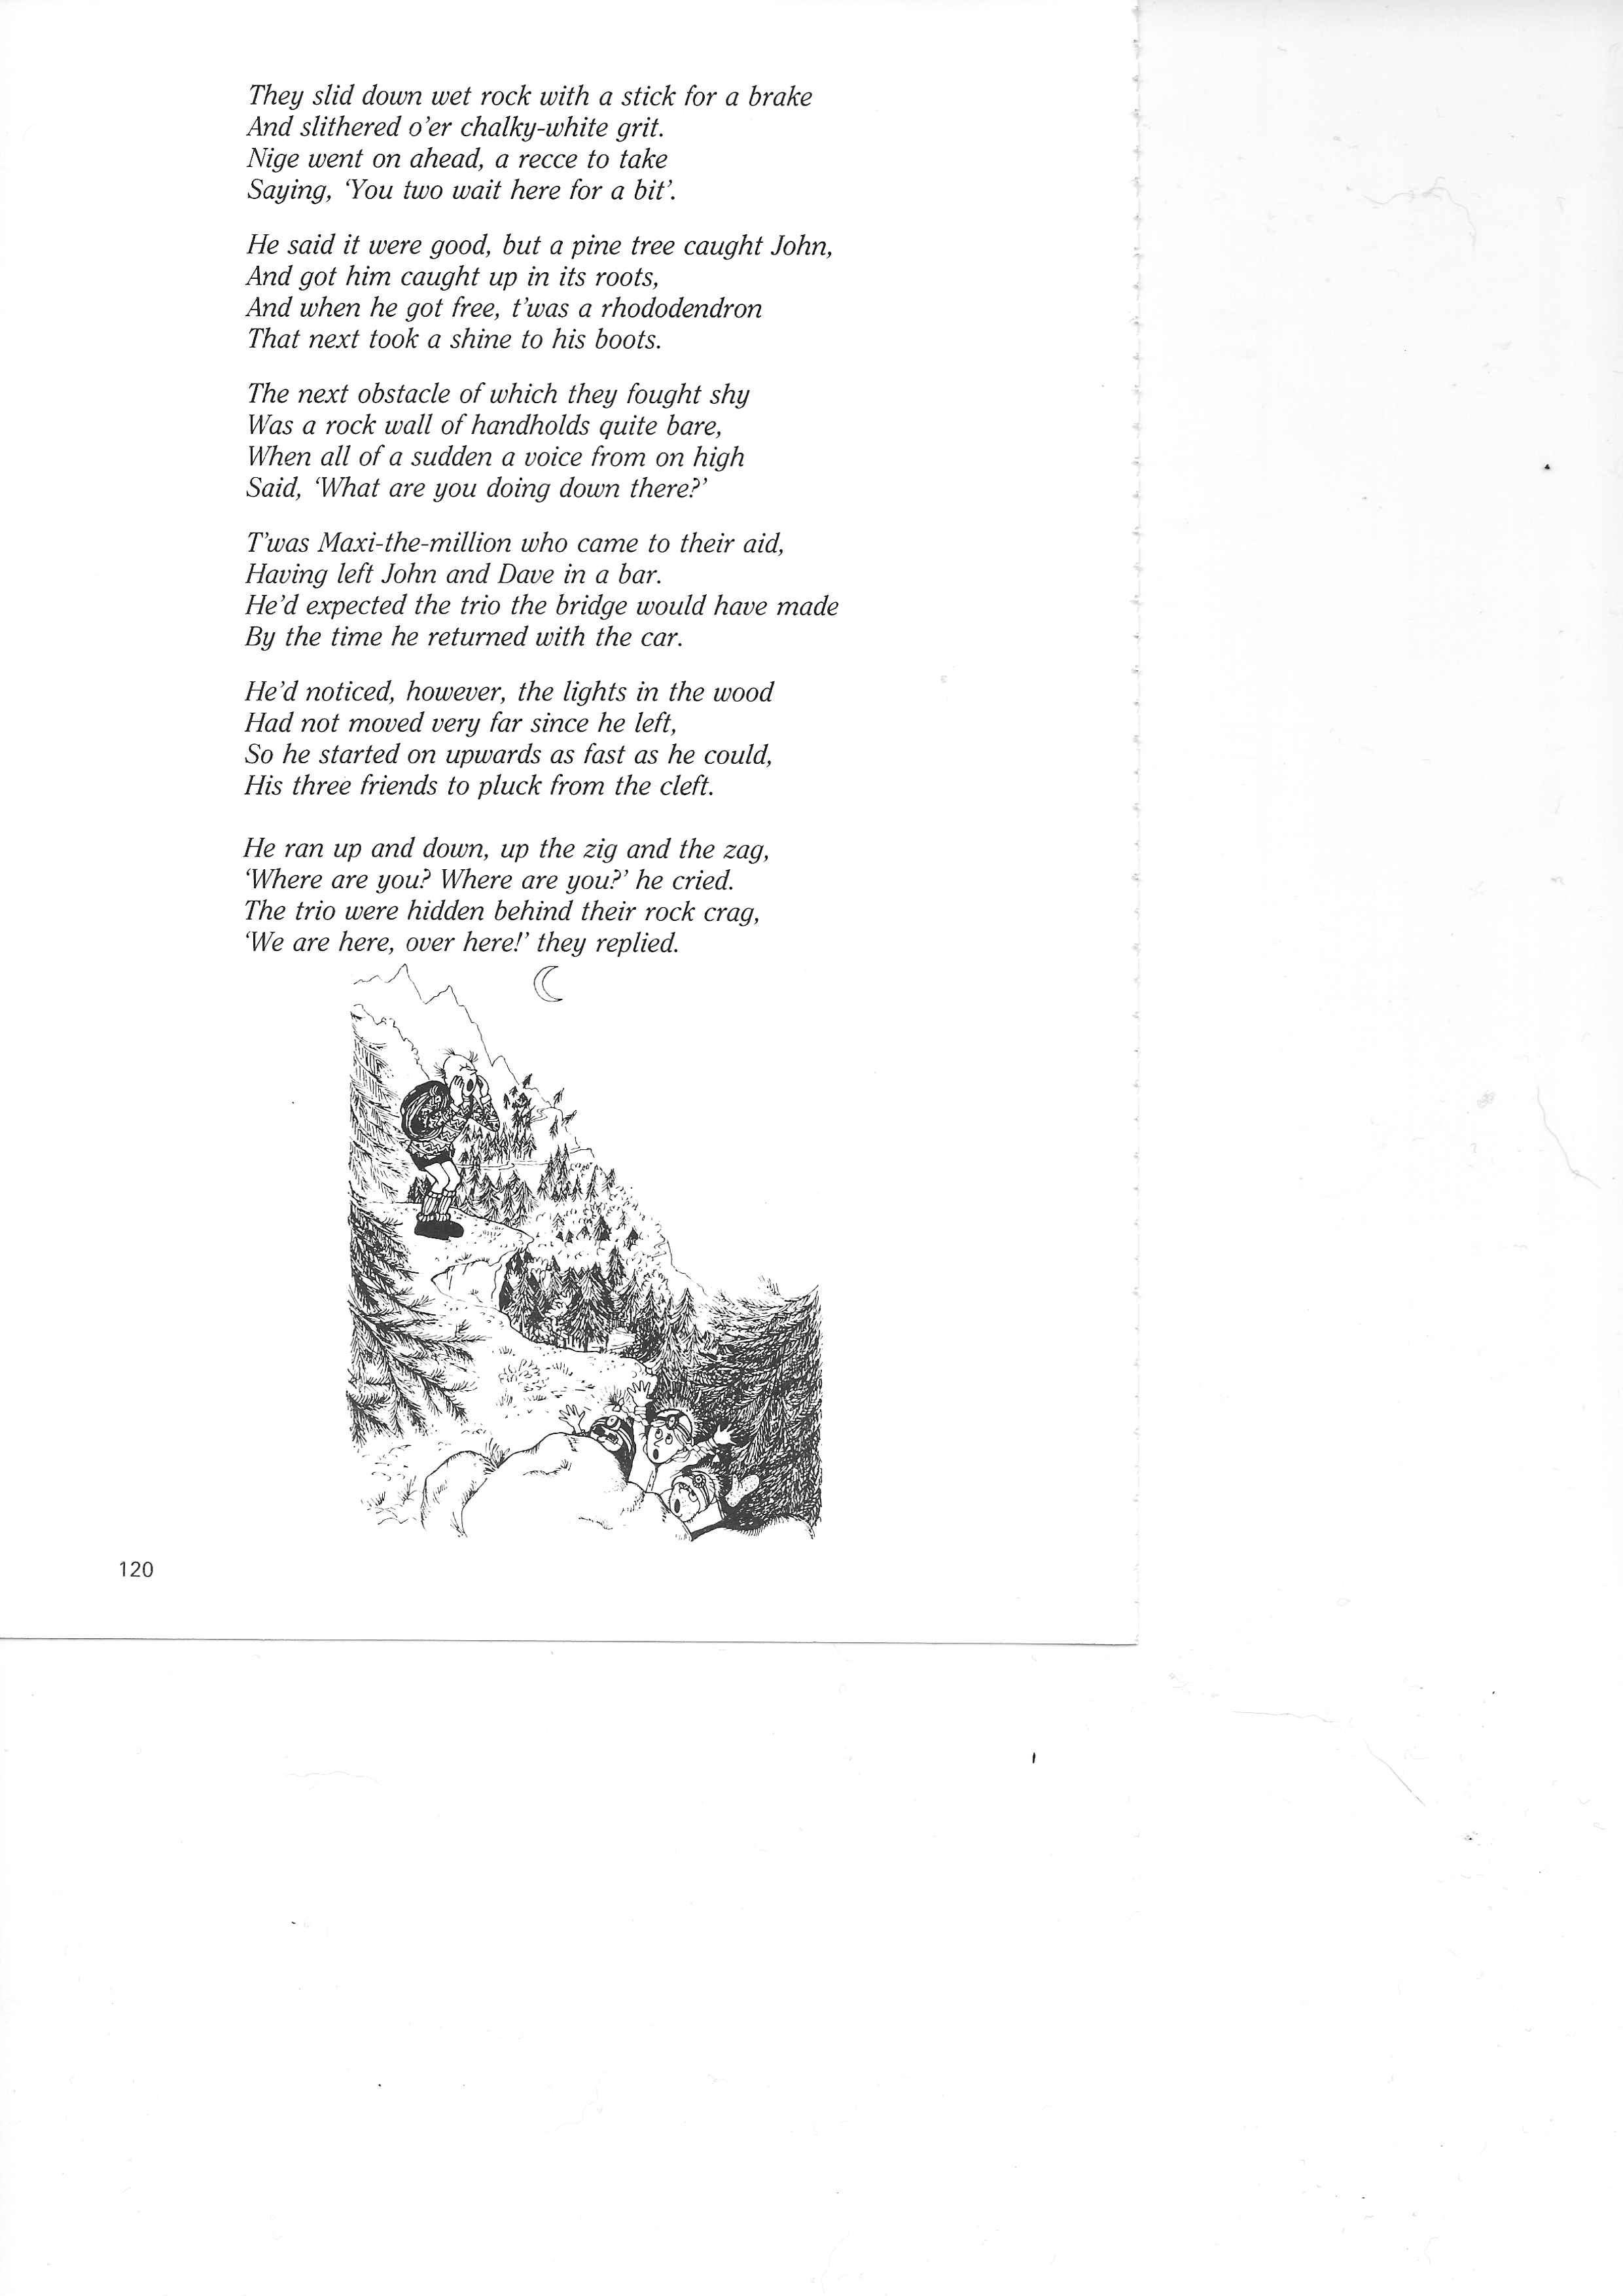 They slid down wet rock with a stick for a brake
And slithered o’er chalky-white grit.
Nige went on ahead, a recce to take
Saying, ‘You two wait here for a bit’.
He said it were good, but a pine tree caught John,
And got him caught up in its roots,
And when he got free, t’was a rhododendron
That next took a shine to his boots.
The next obstacle of which they fought shy
Was a rock wall of handholds quite bare,
When all of a sudden a voice from on high
Said, ‘What are you doing down there?’
T’was Maxi-the-million who came to their aid,
Having left John and Dave in a bar.
He’d expected the trio the bridge would have made
By the time he returned with the car.
He’d noticed, however, the lights in the wood
Had not moved very far since he left,
So he started on upwards as fast as he could,
His three friends to pluck from the cleft.
He ran up and down, up the zig and the zag,
‘Where are you? Where are you?’ he cried.
The trio were hidden behind their rock crag,
‘We are here, over here!’ they replied.
120